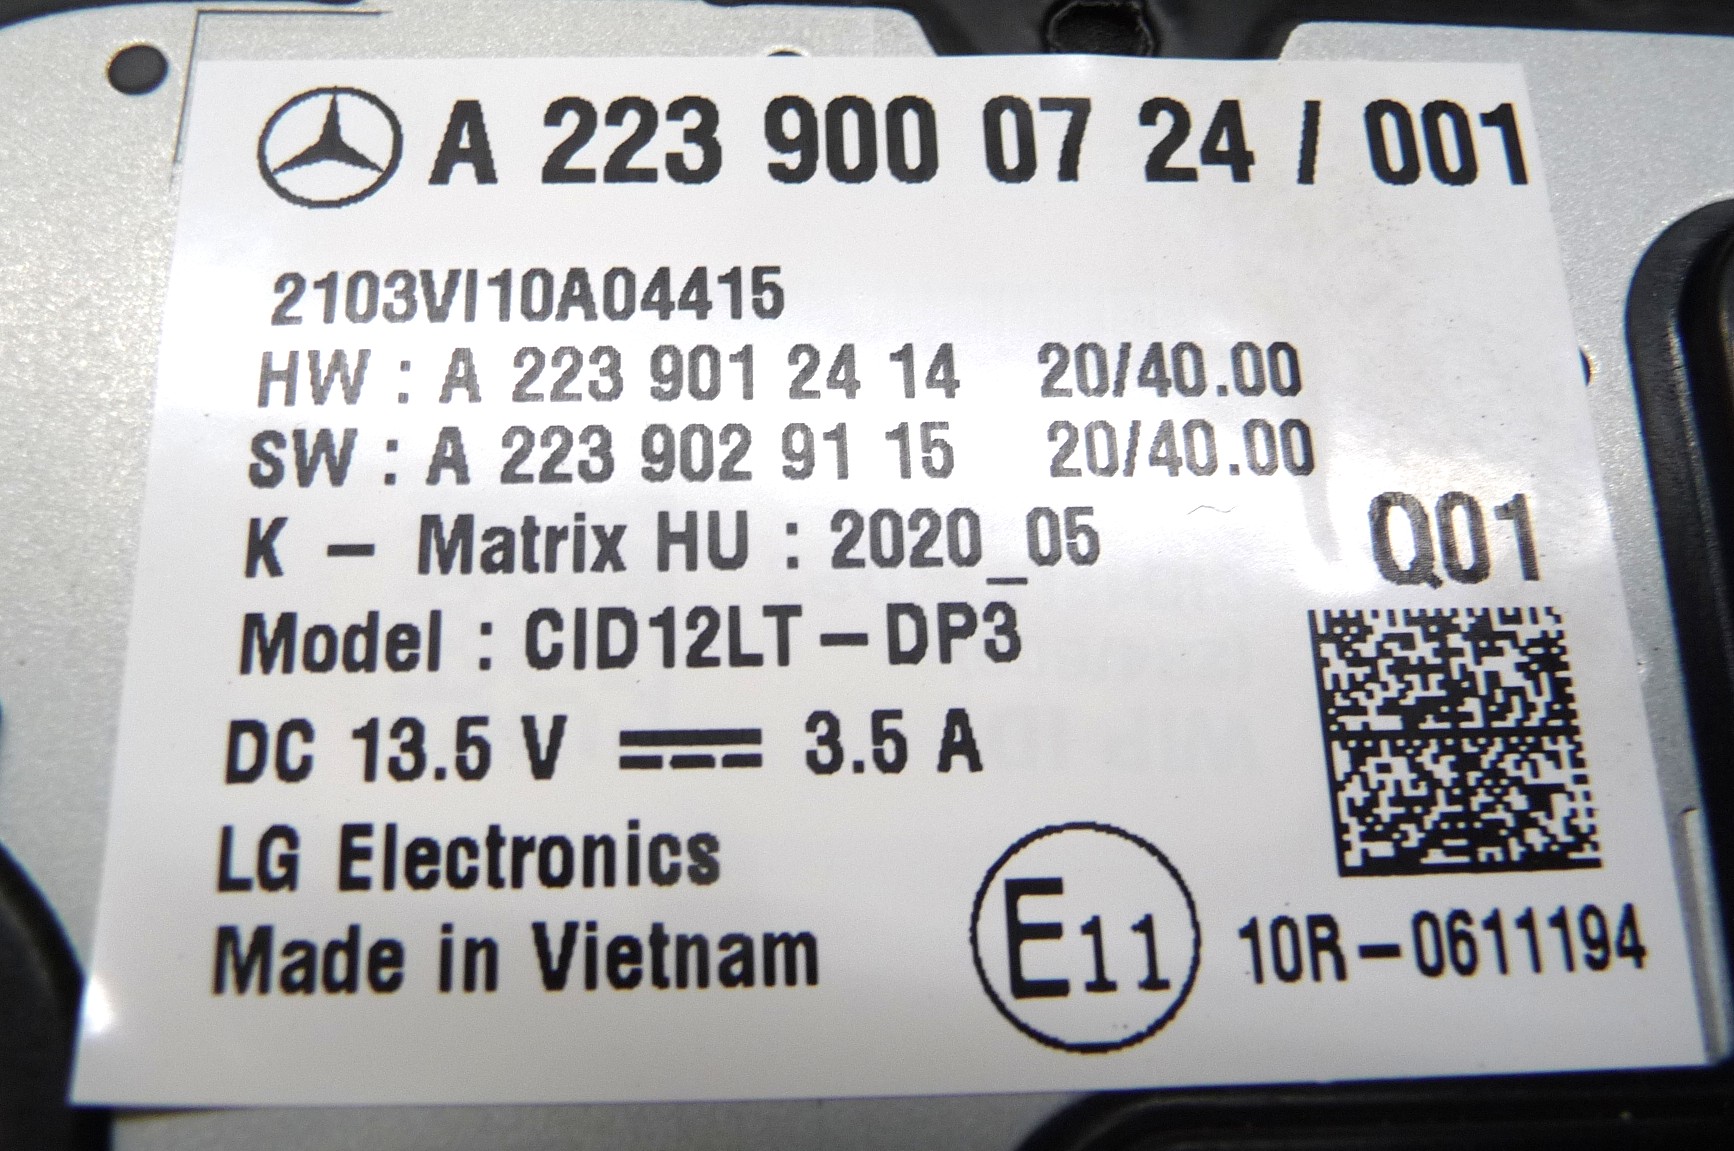 A 223 900 07 24 / 001
2103VI10A04415
HW : A 223 901 24 14 20/40.00
SW : A 223 902 91 15 20/40.00
K - Matrix HU : 2020_05
Q01
Model : CID12LT-DP3
DC 13.5 V ⎓ 3.5 A
LG Electronics
Made in Vietnam
E11 10R-0611194